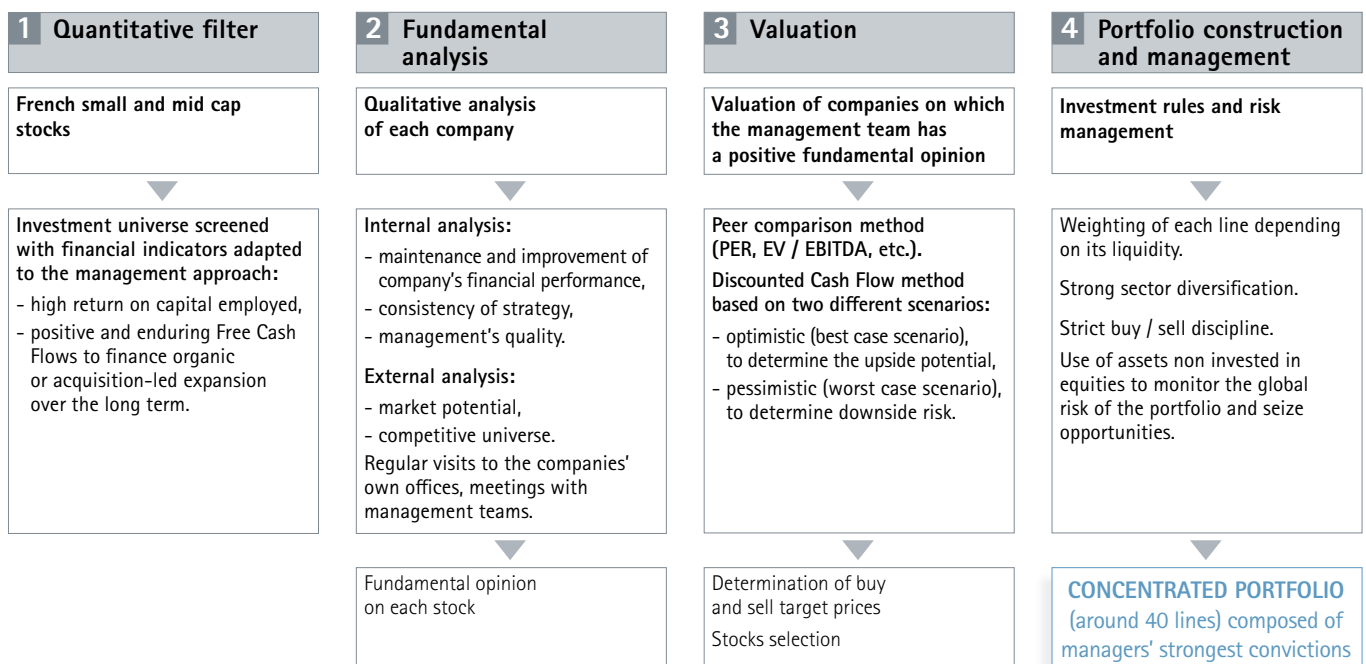 1 Quantitative filter
French small and mid cap
stocks
Investment universe screened
with financial indicators adapted
to the management approach:
- high return on capital employed,
- positive and enduring Free Cash
Flows to finance organic
or acquisition-led expansion
over the long term.
2 Fundamental
analysis
Qualitative analysis
of each company
Internal analysis:
- maintenance and improvement of
company's financial performance,
- consistency of strategy,
- management's quality.
External analysis:
- market potential,
- competitive universe.
Regular visits to the companies'
own offices, meetings with
management teams.
Fundamental opinion
on each stock
3 Valuation
Valuation of companies on which
the management team has
a positive fundamental opinion
Peer comparison method
(PER, EV / EBITDA, etc.).
Discounted Cash Flow method
based on two different scenarios:
- optimistic (best case scenario),
to determine the upside potential,
- pessimistic (worst case scenario),
to determine downside risk.
Determination of buy
and sell target prices
Stocks selection
4 Portfolio construction
and management
Investment rules and risk
management
Weighting of each line depending
on its liquidity.
Strong sector diversification.
Strict buy / sell discipline.
Use of assets non invested in
equities to monitor the global
risk of the portfolio and seize
opportunities.
CONCENTRATED PORTFOLIO
(around 40 lines) composed of
managers' strongest convictions